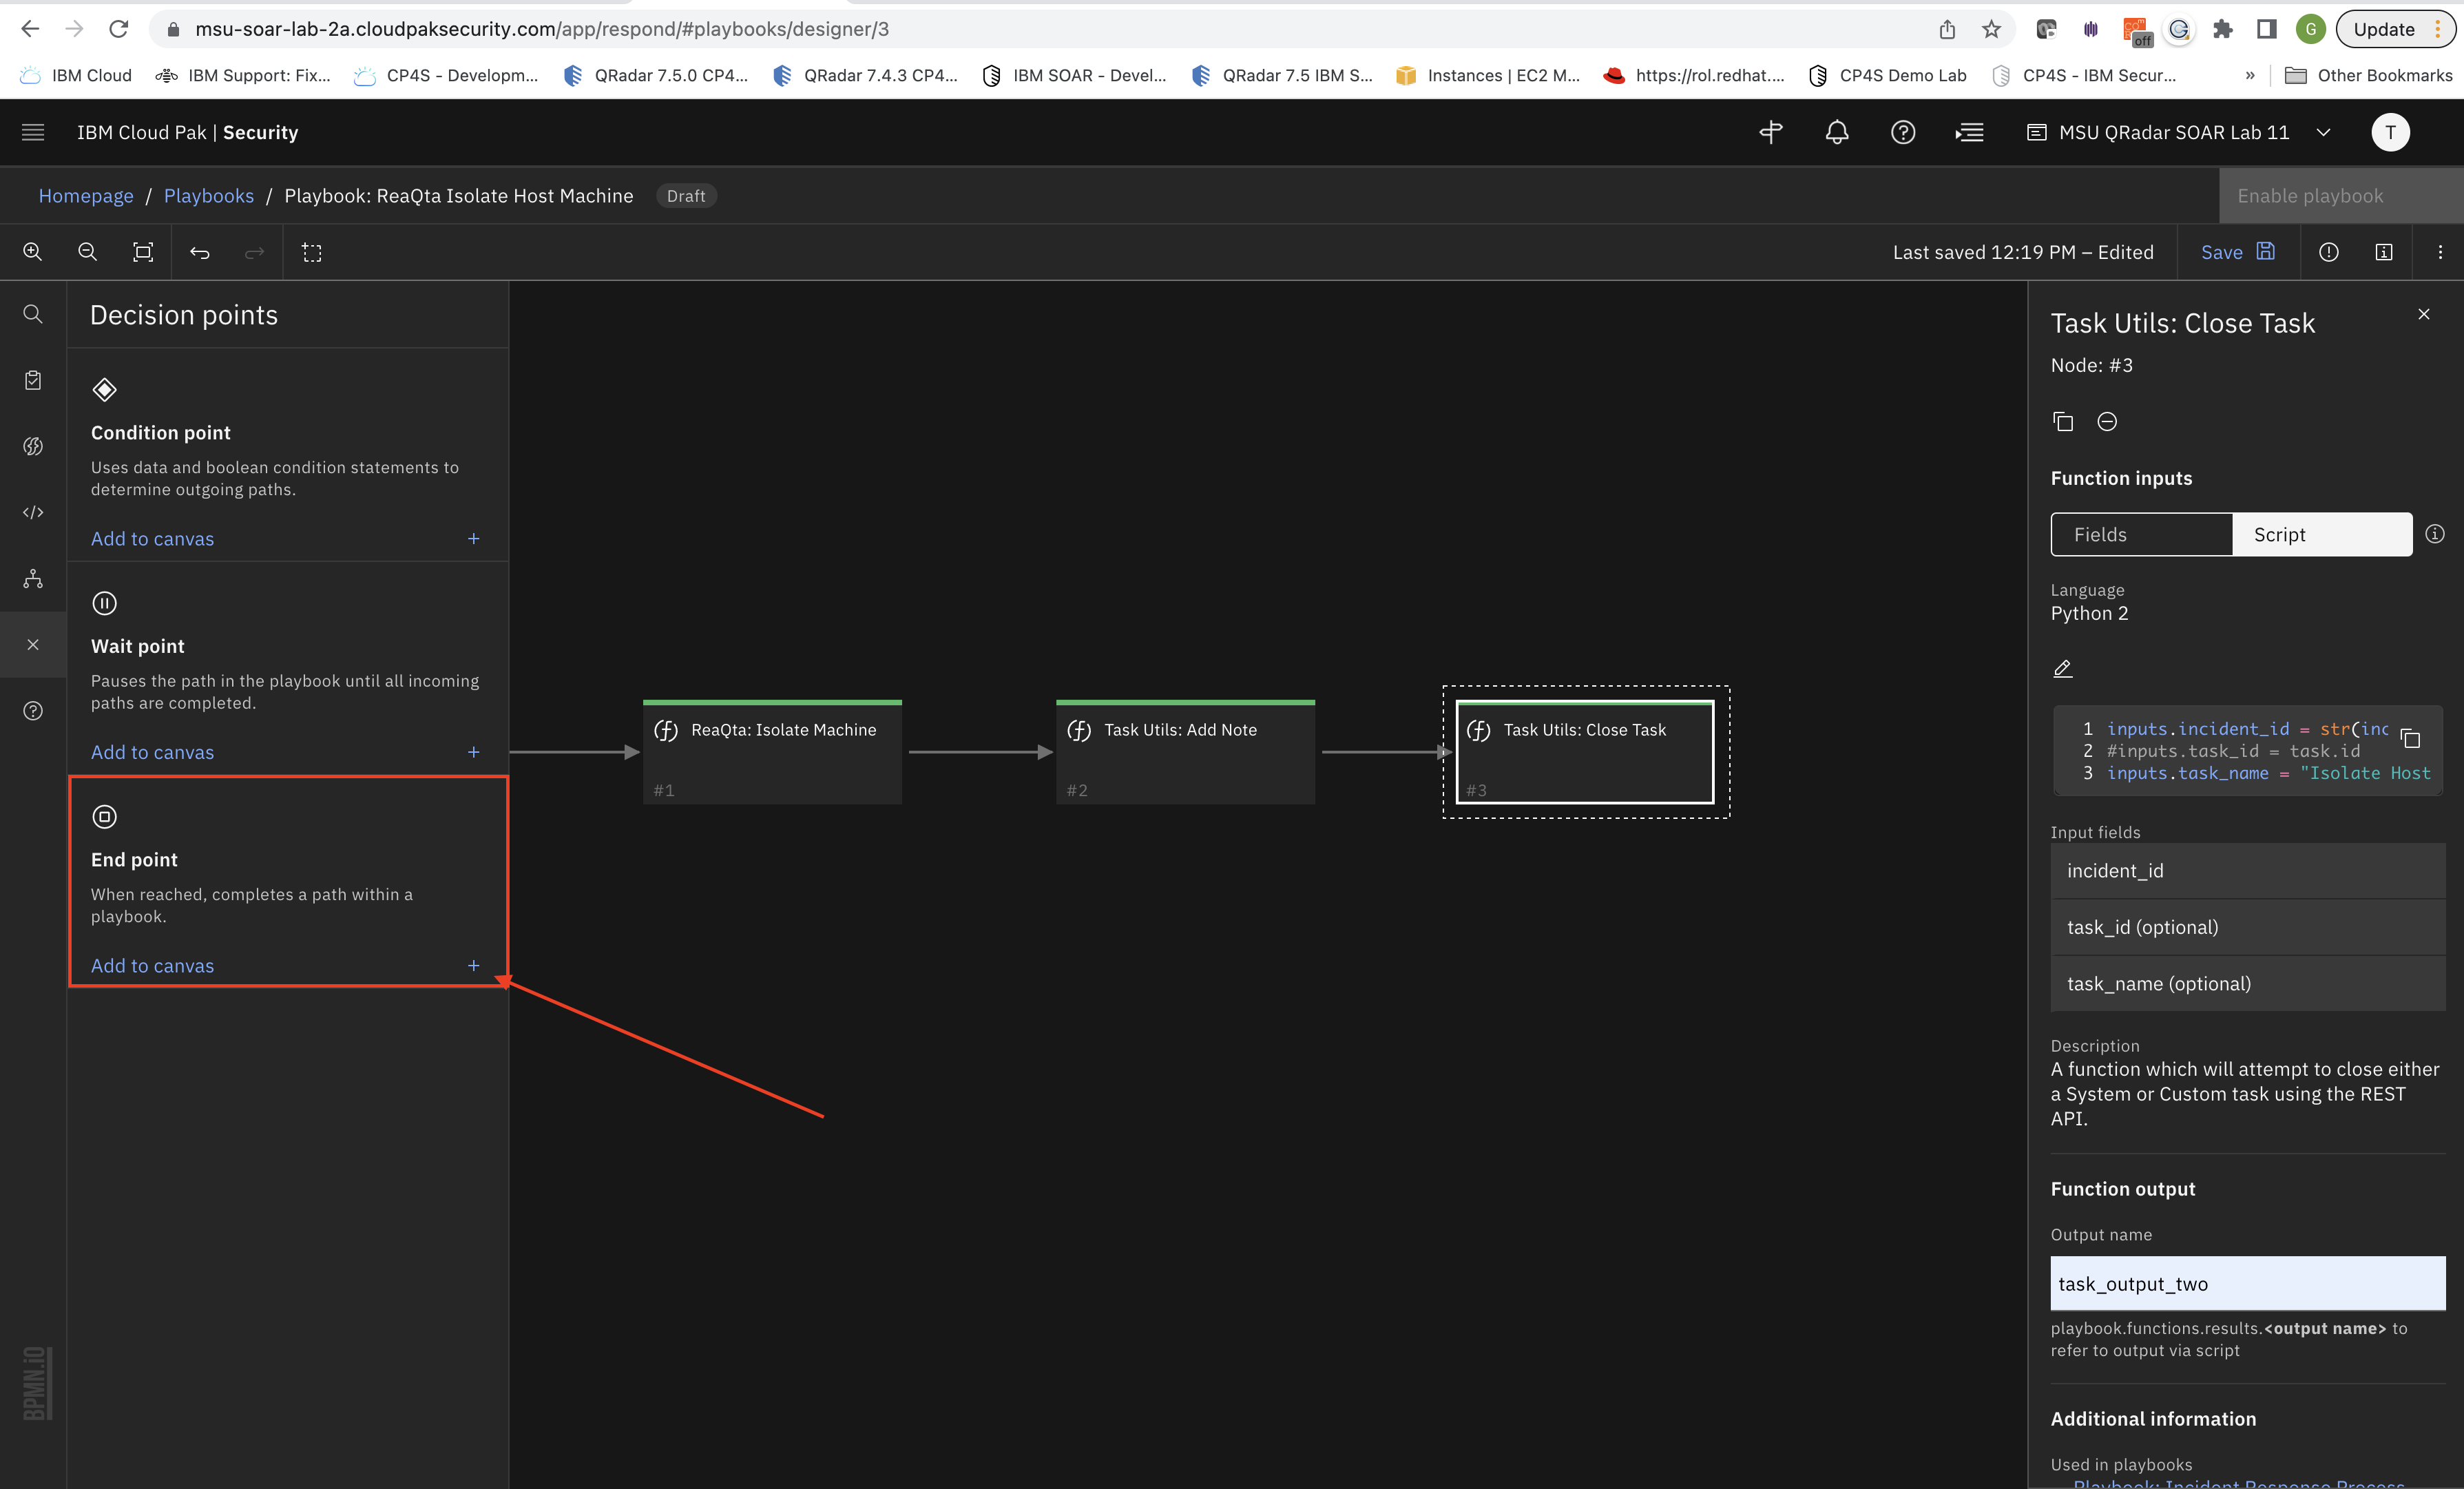 msu-soar-lab-2a.cloudpaksecurity.com/app/respond/#playbooks/designer/3
off
G
Update
IBM Cloud
IBM Support: Fix...
CP4S - Developm...
QRadar 7.5.0 CP4...
QRadar 7.4.3 CP4...
IBM SOAR - Devel...
QRadar 7.5 IBM S...
Instances | EC2 M...
https://rol.redhat....
CP4S Demo Lab
CP4S - IBM Secur...
»
Other Bookmarks
IBM Cloud Pak | Security
MSU QRadar SOAR Lab 11
T
Homepage / Playbooks / Playbook: ReaQta Isolate Host Machine
Draft
Enable playbook
Last saved 12:19 PM – Edited
Save
Decision points
Condition point
Uses data and boolean condition statements to
determine outgoing paths.
Add to canvas +
Wait point
Pauses the path in the playbook until all incoming
paths are completed.
Add to canvas +
End point
When reached, completes a path within a
playbook.
Add to canvas +
BPMN.iO
ReaQta: Isolate Machine
#1
Task Utils: Add Note
#2
Task Utils: Close Task
#3
Task Utils: Close Task
Node: #3
Function inputs
Fields
Script
Language
Python 2
1 inputs.incident_id = str(inc
2 #inputs.task_id = task.id
3 inputs.task_name = "Isolate Host
Input fields
incident_id
task_id (optional)
task_name (optional)
Description
A function which will attempt to close either
a System or Custom task using the REST
API.
Function output
Output name
task_output_two
playbook.functions.results.<output name> to
refer to output via script
Additional information
Used in playbooks
Playbook: Incident Response Process